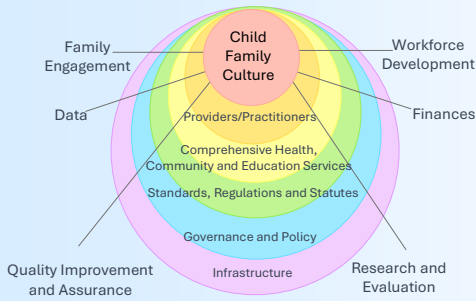 Child
Family
Culture
Family
Engagement
Workforce
Development
Data
Finances
Providers/Practitioners
Comprehensive Health,
Community and Education Services
Standards, Regulations and Statutes
Governance and Policy
Infrastructure
Quality Improvement
and Assurance
Research and
Evaluation